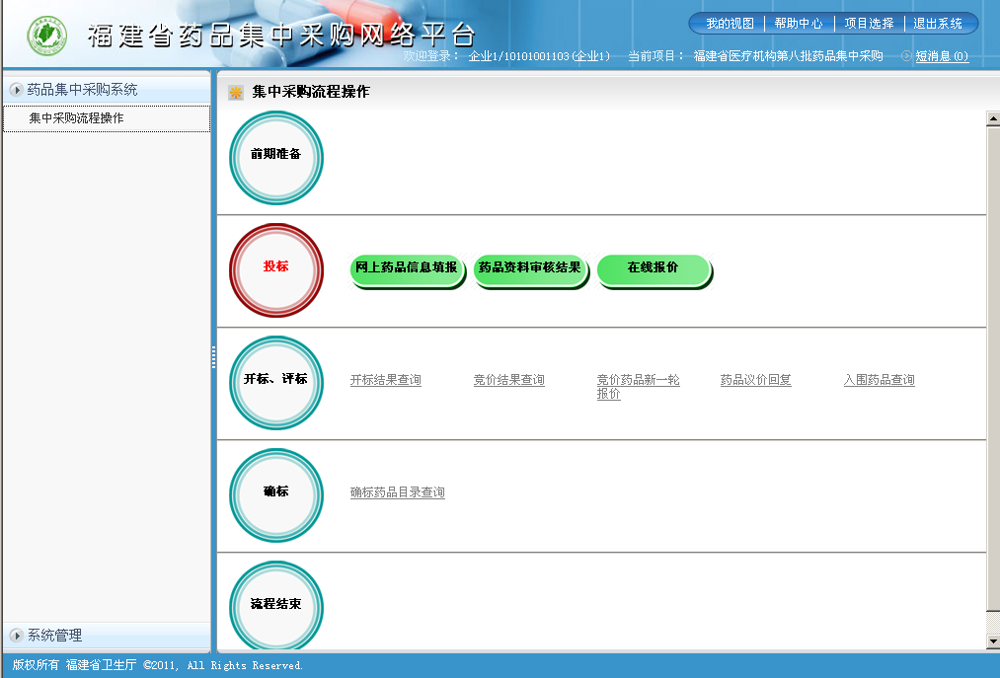 福建省药品集中采购网络平台
我的视图 帮助中心 项目选择 退出系统
欢迎登录： 企业1/10101001103(企业1) 当前项目： 福建省医疗机构第八批药品集中采购 短消息(0)
药品集中采购系统
集中采购流程操作
集中采购流程操作
前期准备
投标
网上药品信息填报 药品资料审核结果 在线报价
开标、评标
开标结果查询 竞价结果查询 竞价药品新一轮 药品议价回复 入围药品查询
报价
确标
确标药品目录查询
流程结束
系统管理
版权所有 福建省卫生厅 ©2011, All Rights Reserved.